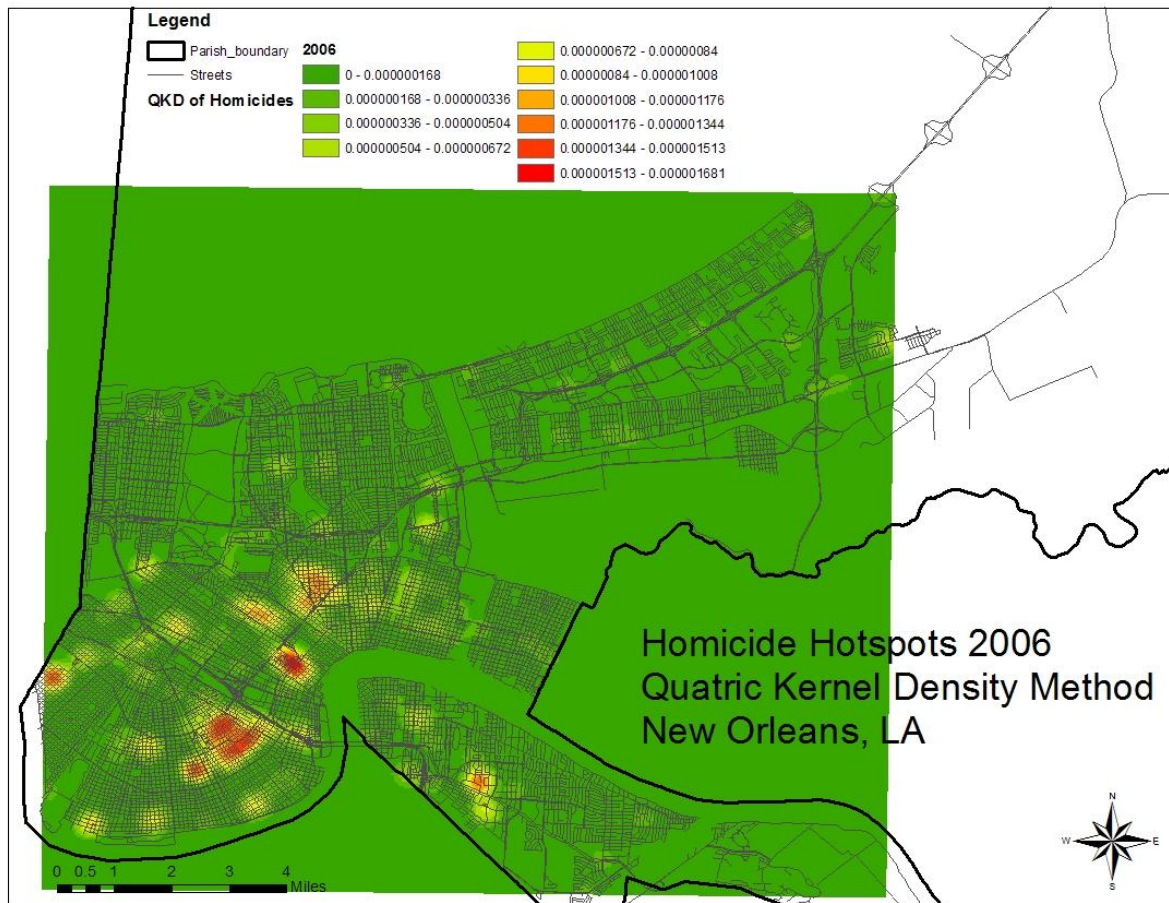 Legend
Parish_boundary
Streets
QKD of Homicides
2006
0 - 0.000000168
0.000000168 - 0.000000336
0.000000336 - 0.000000504
0.000000504 - 0.000000672
0.000000672 - 0.00000084
0.00000084 - 0.000001008
0.000001008 - 0.000001176
0.000001176 - 0.000001344
0.000001344 - 0.000001513
0.000001513 - 0.000001681
Homicide Hotspots 2006
Quatric Kernel Density Method
New Orleans, LA
N
W E
S
0 0.5 1 2 3 4
Miles